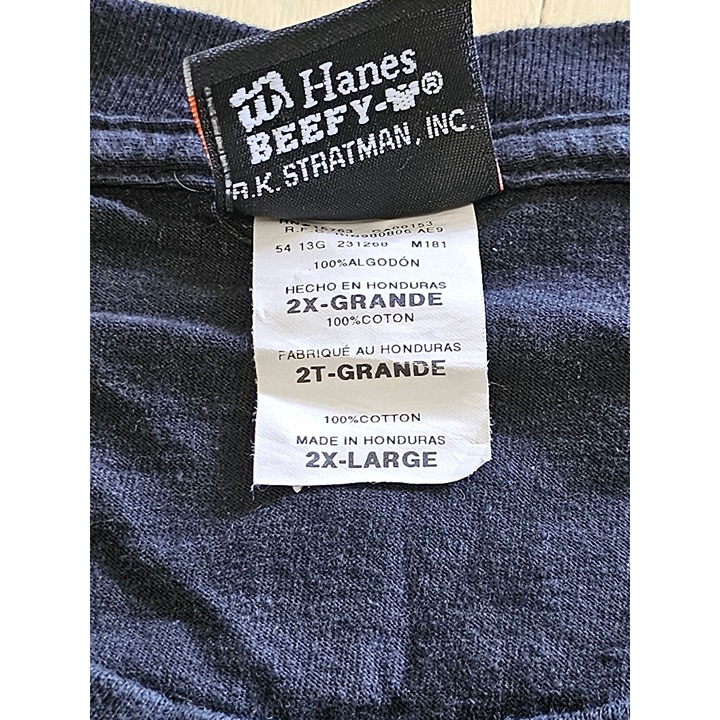 Hanes
BEEFY-T®
R.K. STRATMAN, INC.
54 13G 231260 M181
100%ALGODÓN
HECHO EN HONDURAS
2X-GRANDE
100%COTON
FABRIQUÉ AU HONDURAS
2T-GRANDE
100%COTTON
MADE IN HONDURAS
2X-LARGE